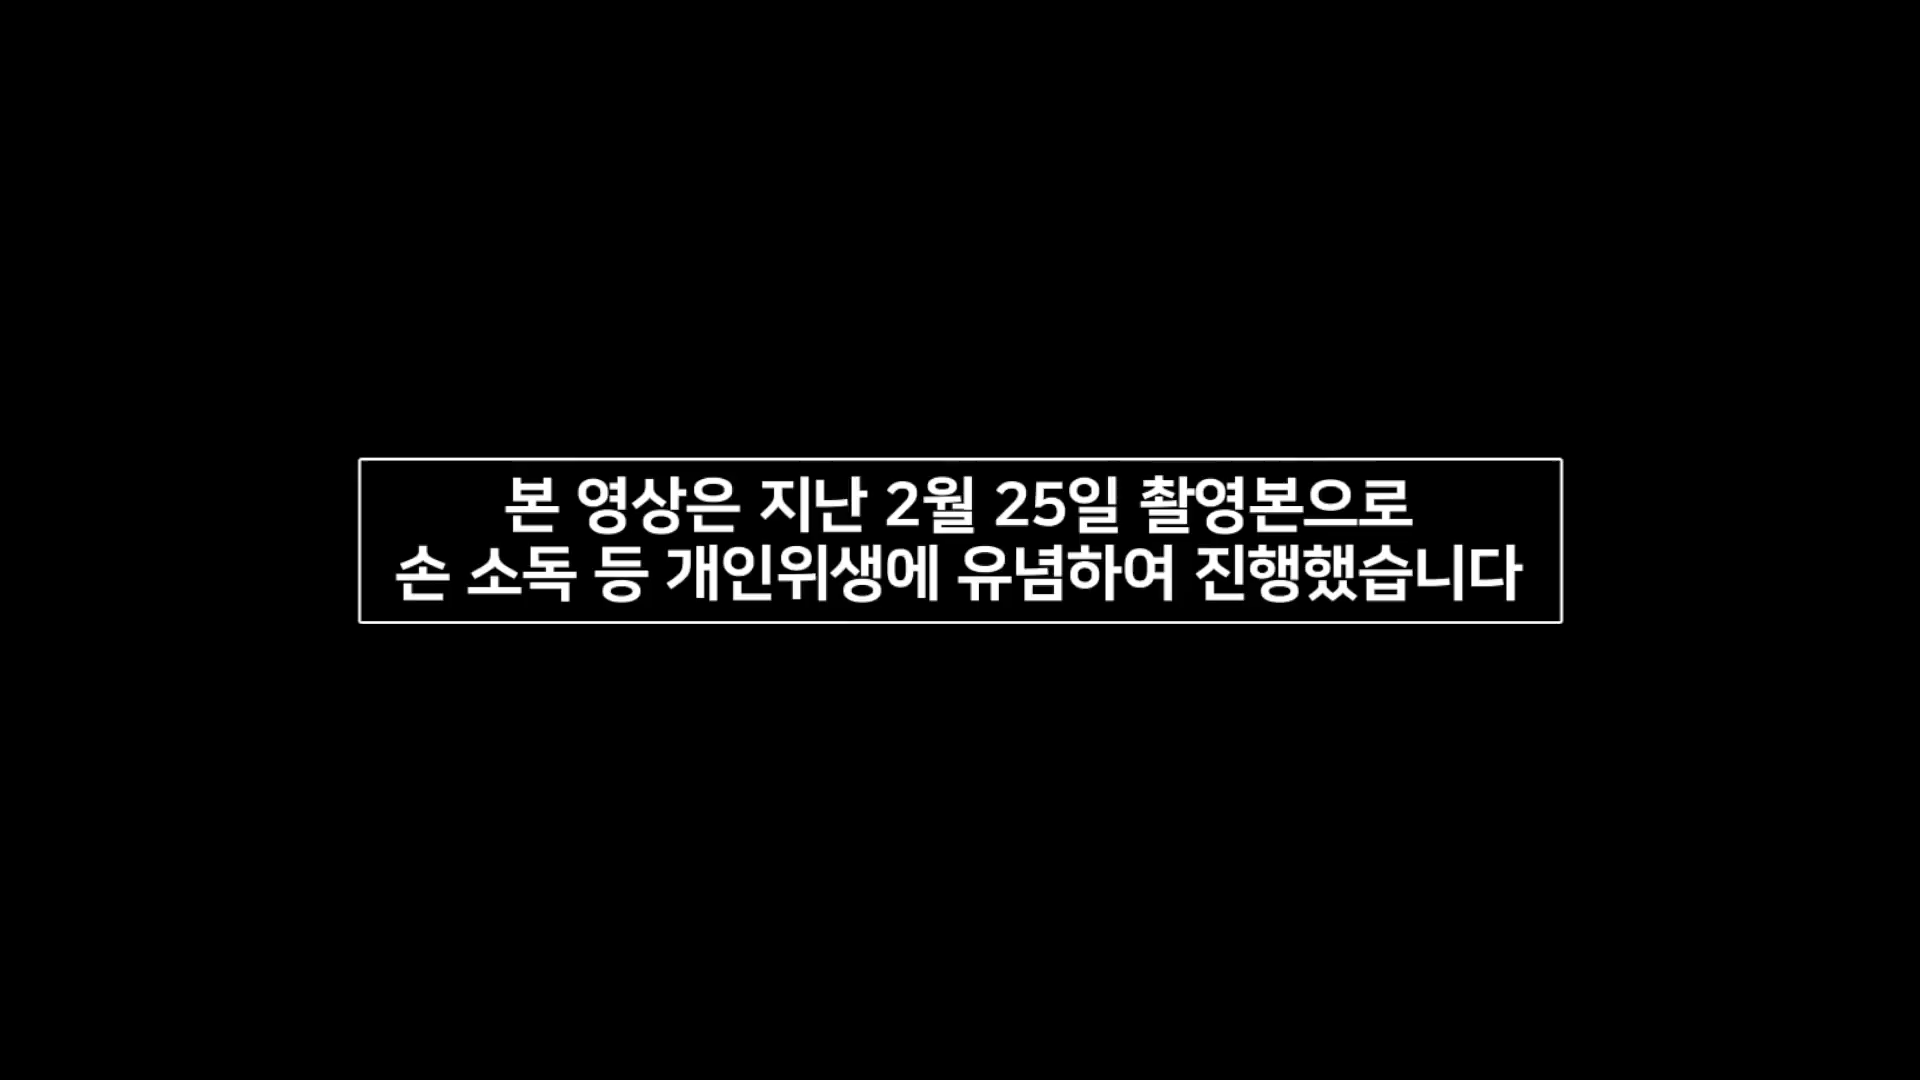 본 영상은 지난 2월 25일 촬영본으로
손 소독 등 개인위생에 유념하여 진행했습니다